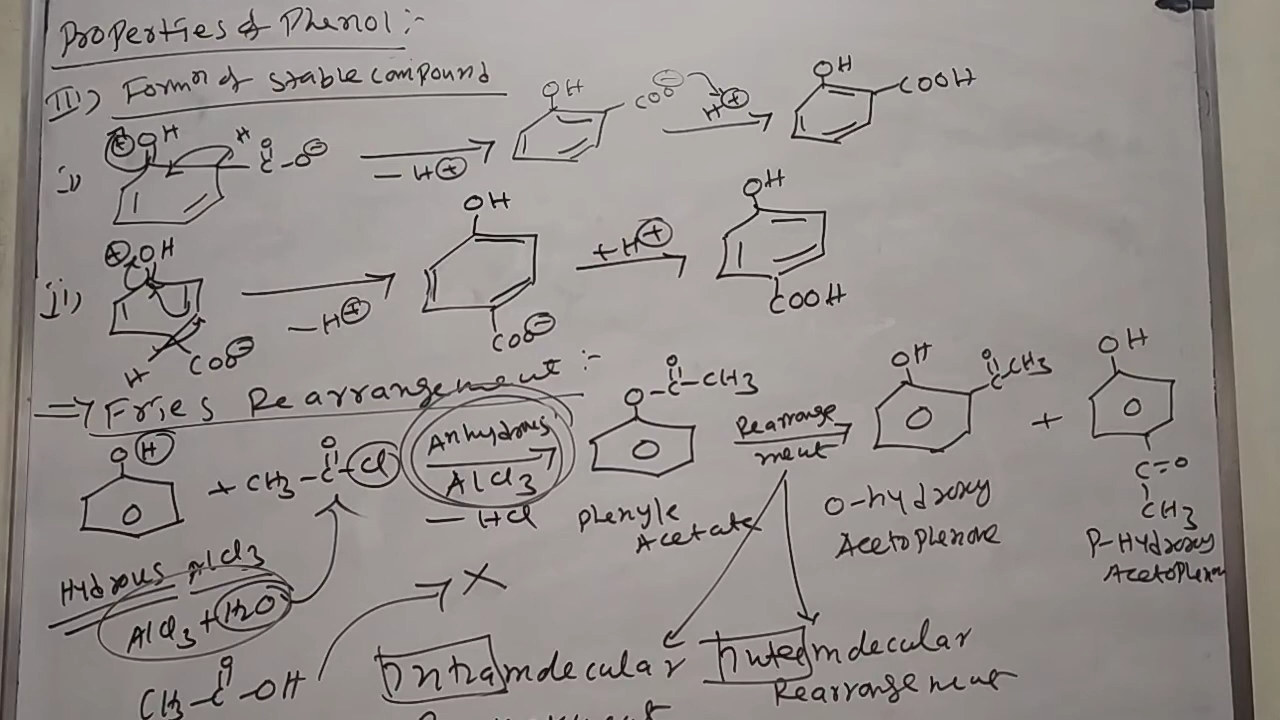 Properties of Phenol:-
II) Formn of stable compound
i) ⊕ OH H O C-O⊖ -H⊕ OH COO⊖ H⊕ OH COOH
ii) ⊕ OH H COO⊖ -H⊕ OH COO⊖ +H⊕ OH COOH
=> Fries Rearrangement:-
OH + CH3-C-Cl O Anhydrous AlCl3 -HCl O-C-CH3 O Rearrangement OH C-CH3 O + OH C=O CH3
Phenyle Acetate
O-hydroxy Acetophenone
P-Hydroxy
Hydrous AlCl3
AlCl3 + H2O
CH3-C-OH O → X
Intramolecular
Intermolecular
Rearrangement